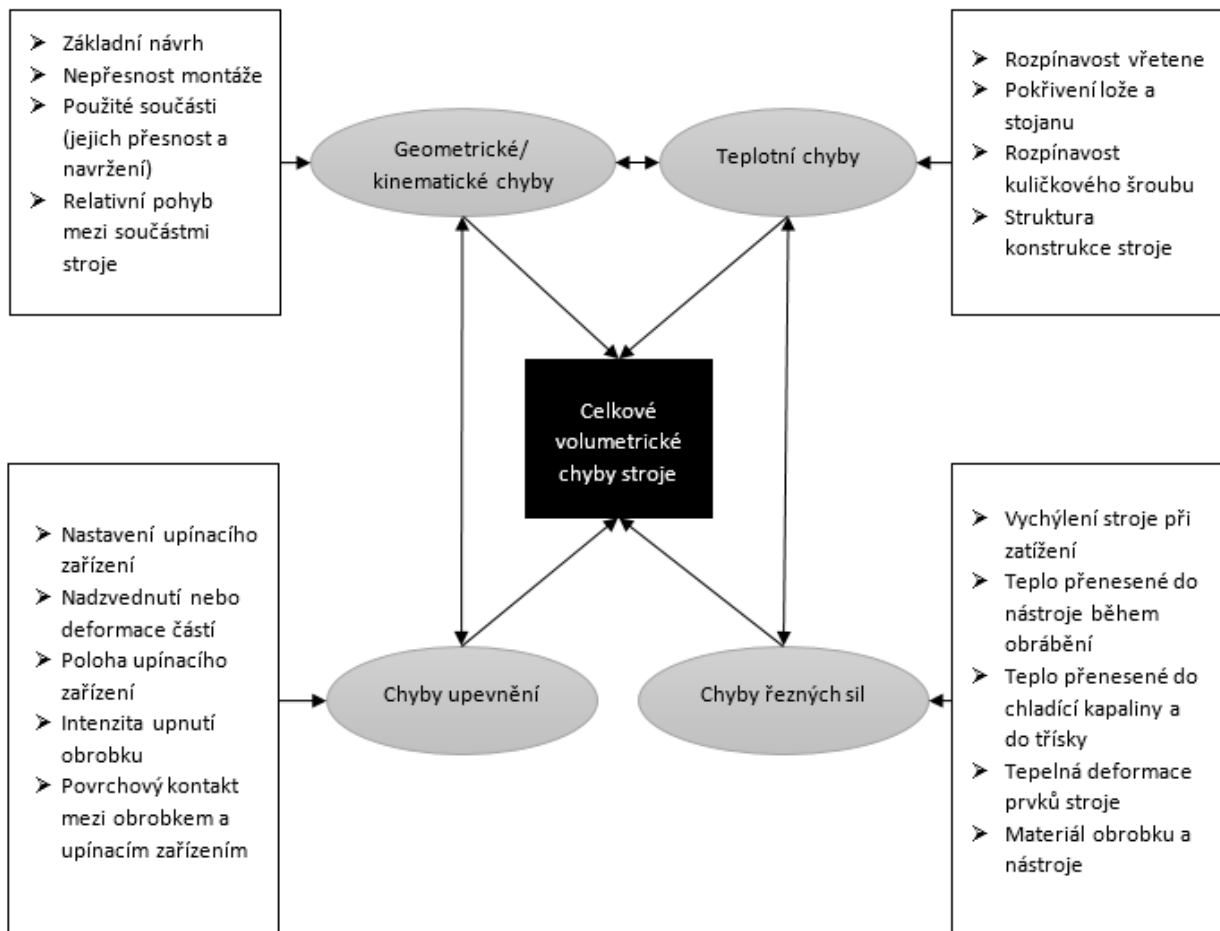 ➤ Základní návrh
➤ Nepřesnost montáže
➤ Použité součásti
(jejich přesnost a
navržení)
➤ Relativní pohyb
mezi součástmi
stroje
Geometrické/
kinematické chyby
Teplotní chyby
➤ Rozpínavost vřetene
➤ Pokřivení lože a
stojanu
➤ Rozpínavost
kuličkového šroubu
➤ Struktura
konstrukce stroje
Celkové
volumetrické
chyby stroje
➤ Nastavení upínacího
zařízení
➤ Nadzvednutí nebo
deformace částí
➤ Poloha upínacího
zařízení
➤ Intenzita upnutí
obrobku
➤ Povrchový kontakt
mezi obrobkem a
upínacím zařízením
Chyby upevnění
Chyby řezných sil
➤ Vychýlení stroje při
zatížení
➤ Teplo přenesené do
nástroje během
obrábění
➤ Teplo přenesené do
chladící kapaliny a
do třísky
➤ Tepelná deformace
prvků stroje
➤ Materiál obrobku a
nástroje